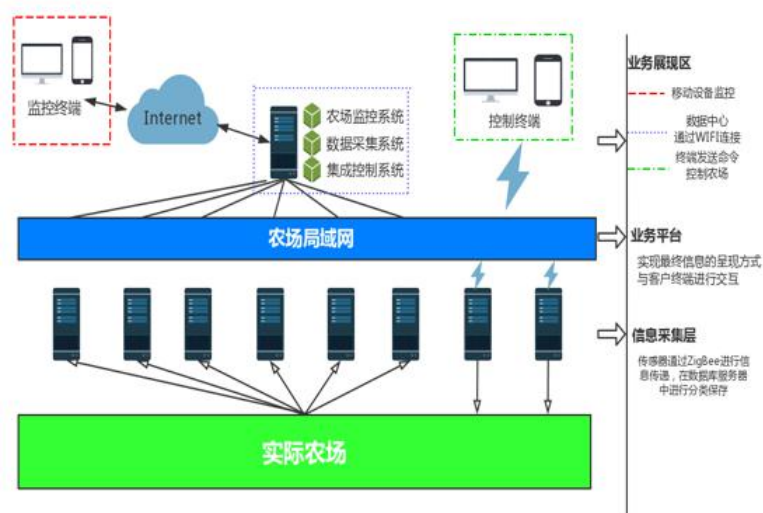 监控终端
Internet
农场监控系统
数据采集系统
集成控制系统
控制终端
农场局域网
实际农场
业务展现区
移动设备监控
数据中心
通过WIFI连接
终端发送命令
控制农场
业务平台
实现最终信息的呈现方式
与客户终端进行交互
信息采集层
传感器通过ZigBee进行信
息传递，在数据库服务器
中进行分类保存